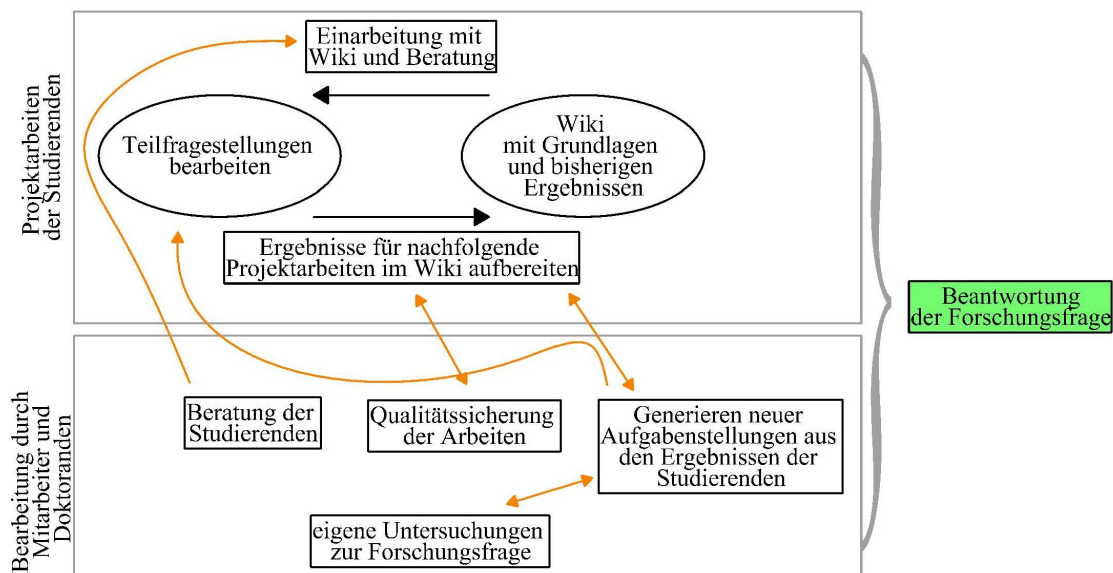 Projektarbeiten
der Studierenden
Einarbeitung mit
Wiki und Beratung
Teilfragestellungen
bearbeiten
Wiki
mit Grundlagen
und bisherigen
Ergebnissen
Ergebnisse für nachfolgende
Projektarbeiten im Wiki aufbereiten
Beantwortung
der Forschungsfrage
Bearbeitung durch
Mitarbeiter und
Doktoranden
Beratung der
Studierenden
Qualitätssicherung
der Arbeiten
Generieren neuer
Aufgabenstellungen aus
den Ergebnissen der
Studierenden
eigene Untersuchungen
zur Forschungsfrage